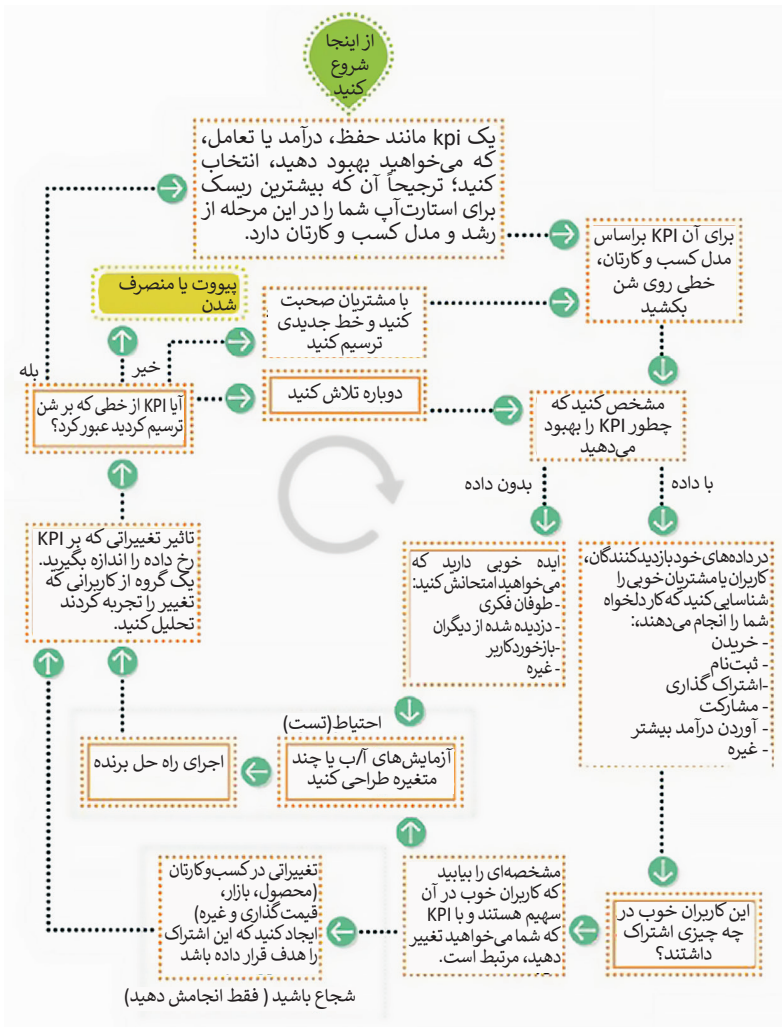 از اینجا
شروع
کنید
یک kpi مانند حفظ، درآمد یا تعامل،
که می‌خواهید بهبود دهید، انتخاب
کنید؛ ترجیحاً آن که بیشترین ریسک
برای استارت‌آپ شما را در این مرحله از
رشد و مدل کسب و کارتان دارد.
برای آن KPI براساس
مدل کسب و کارتان،
خطی روی شن
بکشید
پیووت یا منصرف
شدن
با مشتریان صحبت
کنید و خط جدیدی
ترسیم کنید
بله
خیر
دوباره تلاش کنید
آیا KPI از خطی که بر شن
ترسیم کردید عبور کرد؟
مشخص کنید که
چطور KPI را بهبود
می‌دهید
با داده
بدون داده
تاثیر تغییراتی که بر KPI
رخ داده را اندازه بگیرید.
یک گروه از کاربرانی که
تغییر را تجربه کردند
تحلیل کنید.
ایده خوبی دارید که
می‌خواهید امتحانش کنید:
- طوفان فکری
- دزدیده شده از دیگران
-بازخورد کاربر
- غیره
در داده‌های خود بازدیدکنندگان،
کاربران یا مشتریان خوبی را
شناسایی کنید که کار دلخواه
شما را انجام می‌دهند،:
- خریدن
- ثبت‌نام
-اشتراک گذاری
- مشارکت
- آوردن درآمد بیشتر
- غیره
احتیاط(تست)
آزمایش‌های آ/ب یا چند
متغیره طراحی کنید
اجرای راه حل برنده
این کاربران خوب در
چه چیزی اشتراک
داشتند؟
مشخصه‌ای را بیابید
که کاربران خوب در آن
سهیم هستند و با KPI
که شما می‌خواهید تغییر
دهید، مرتبط است.
تغییراتی در کسب‌وکارتان
(محصول، بازار،
قیمت‌گذاری و غیره)
ایجاد کنید که این اشتراک
را هدف قرار داده باشد
شجاع باشید ( فقط انجامش دهید)